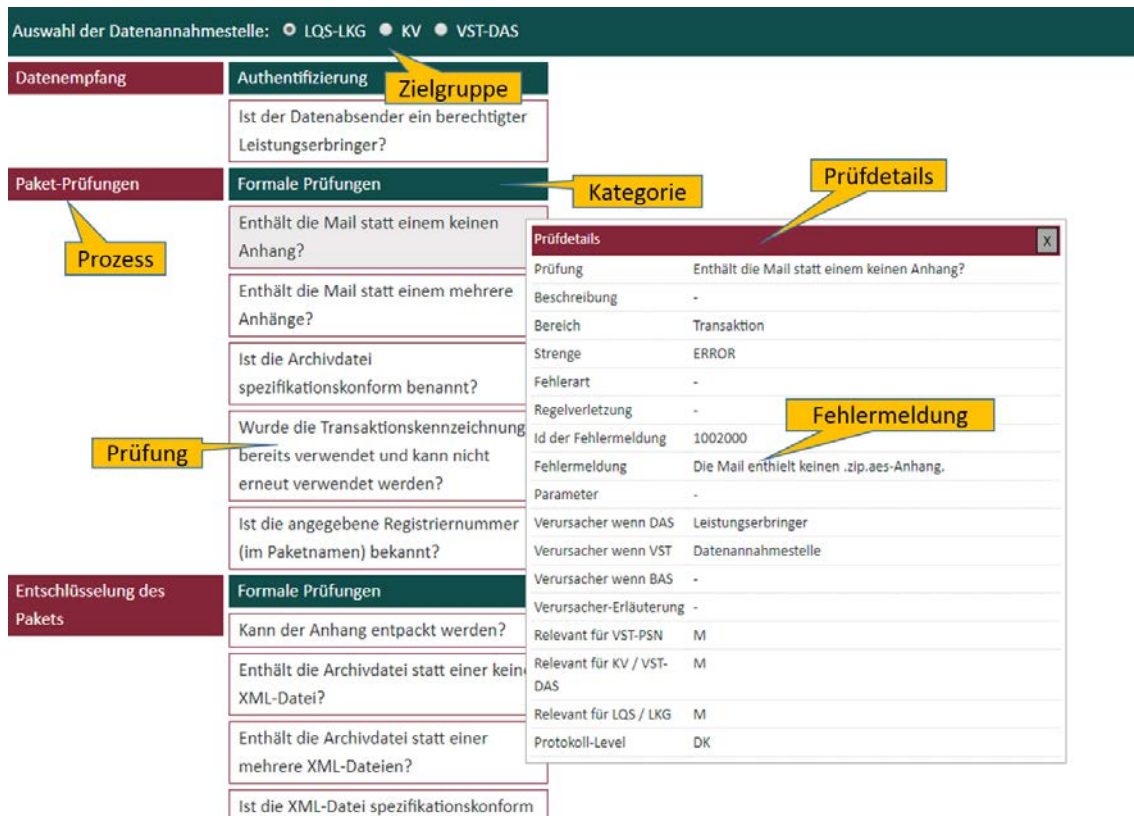 Auswahl der Datenannahmestelle: LQS-LKG KV VST-DAS
Zielgruppe
Datenempfang
Authentifizierung
Ist der Datenabsender ein berechtigter
Leistungserbringer?
Paket-Prüfungen
Prozess
Formale Prüfungen
Kategorie
Enthält die Mail statt einem keinen
Anhang?
Enthält die Mail statt einem mehrere
Anhänge?
Ist die Archivdatei
spezifikationskonform benannt?
Prüfung
Wurde die Transaktionskennzeichnung
bereits verwendet und kann nicht
erneut verwendet werden?
Ist die angegebene Registriernummer
(im Paketnamen) bekannt?
Entschlüsselung des
Pakets
Formale Prüfungen
Kann der Anhang entpackt werden?
Enthält die Archivdatei statt einer
XML-Datei?
Enthält die Archivdatei statt einer
mehrere XML-Dateien?
Ist die XML-Datei spezifikationskonform
Prüfdetails
Prüfdetails X
Prüfung Enthält die Mail statt einem keinen Anhang?
Beschreibung -
Bereich Transaktion
Strenge ERROR
Fehlerart -
Regelverletzung -
Fehlermeldung
Id der Fehlermeldung 1002000
Fehlermeldung Die Mail enthielt keinen .zip.aes-Anhang.
Parameter -
Verursacher wenn DAS Leistungserbringer
Verursacher wenn VST Datenannahmestelle
Verursacher wenn BAS -
Verursacher-Erläuterung -
Relevant für VST-PSN M
Relevant für KV / VST- M
DAS
Relevant für LQS / LKG M
Protokoll-Level DK